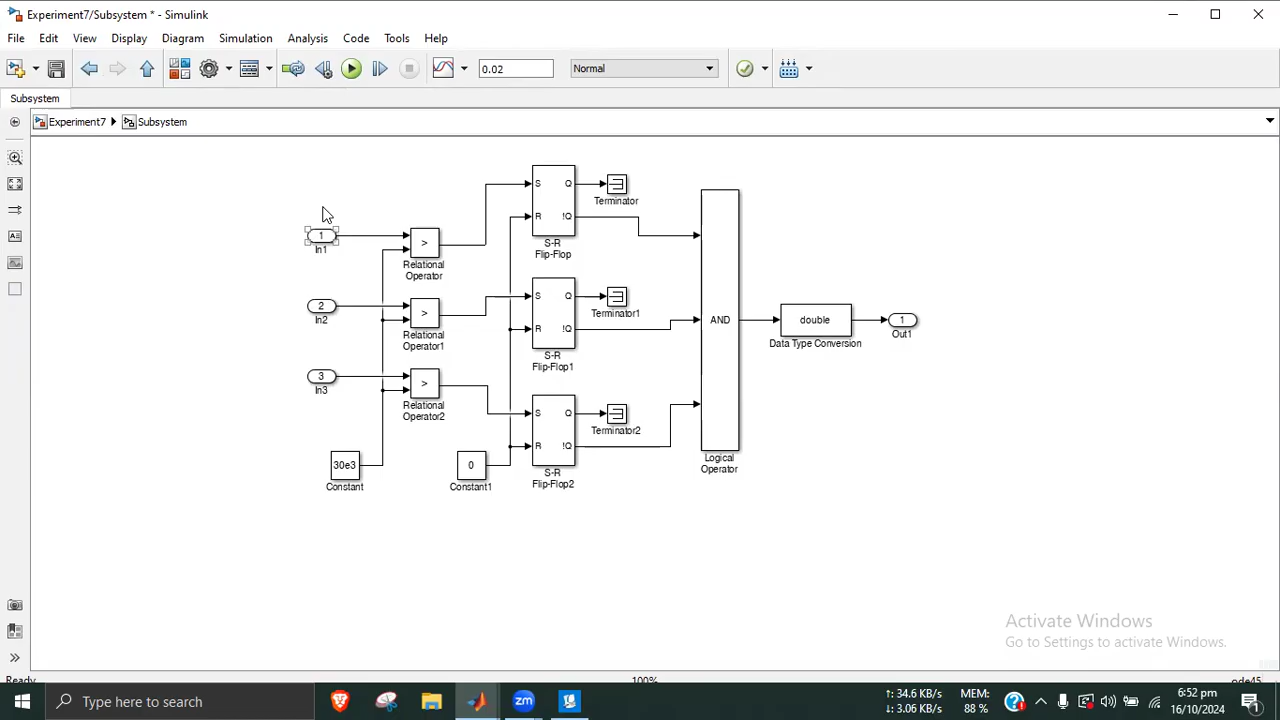 Experiment7/Subsystem * - Simulink
File Edit View Display Diagram Simulation Analysis Code Tools Help
0.02
Normal
Subsystem
Experiment7 Subsystem
S Q
R !Q
Terminator
S-R
Flip-Flop
1
In1
>
Relational
Operator
S Q
R !Q
Terminator1
S-R
Flip-Flop1
2
In2
>
Relational
Operator1
3
In3
>
Relational
Operator2
S Q
R !Q
Terminator2
S-R
Flip-Flop2
30e3
Constant
0
Constant1
AND
Logical
Operator
double
Data Type Conversion
1
Out1
Activate Windows
Go to Settings to activate Windows.
Ready
100%
ode45
Type here to search
zm
↑: 34.6 KB/s
↓: 3.06 KB/s
MEM:
88 %
6:52 pm
16/10/2024
1